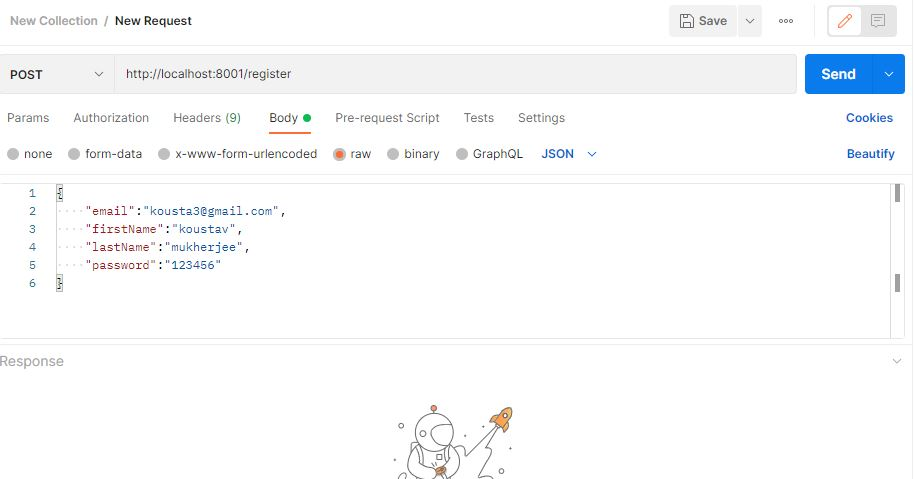 New Collection / New Request
Save
POST
http://localhost:8001/register
Send
Params Authorization Headers (9) Body Pre-request Script Tests Settings Cookies
none form-data x-www-form-urlencoded raw binary GraphQL JSON Beautify
1 {
2 "email":"kousta3@gmail.com",
3 "firstName":"koustav",
4 "lastName":"mukherjee",
5 "password":"123456"
6 }
Response